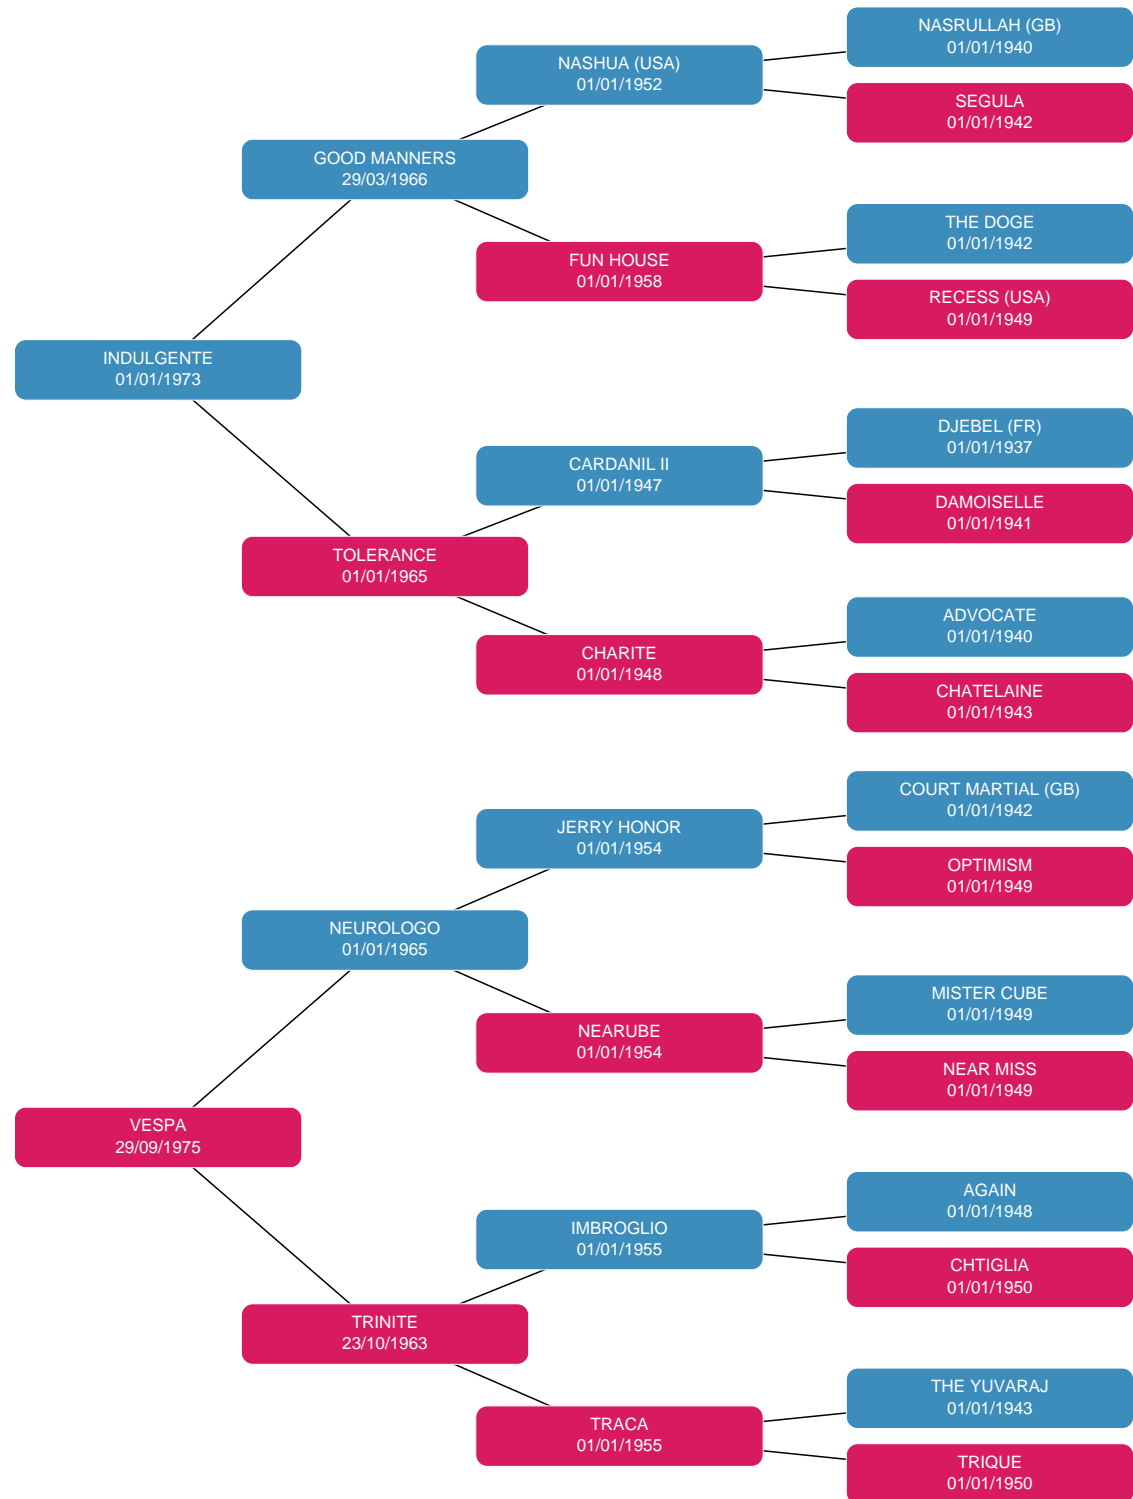 NASRULLAH (GB)
01/01/1940
NASHUA (USA)
01/01/1952
SEGULA
01/01/1942
GOOD MANNERS
29/03/1966
THE DOGE
01/01/1942
FUN HOUSE
01/01/1958
RECESS (USA)
01/01/1949
INDULGENTE
01/01/1973
DJEBEL (FR)
01/01/1937
CARDANIL II
01/01/1947
DAMOISELLE
01/01/1941
TOLERANCE
01/01/1965
ADVOCATE
01/01/1940
CHARITE
01/01/1948
CHATELAINE
01/01/1943
COURT MARTIAL (GB)
01/01/1942
JERRY HONOR
01/01/1954
OPTIMISM
01/01/1949
NEUROLOGO
01/01/1965
MISTER CUBE
01/01/1949
NEARUBE
01/01/1954
NEAR MISS
01/01/1949
VESPA
29/09/1975
AGAIN
01/01/1948
IMBROGLIO
01/01/1955
CHTIGLIA
01/01/1950
TRINITE
23/10/1963
THE YUVARAJ
01/01/1943
TRACA
01/01/1955
TRIQUE
01/01/1950